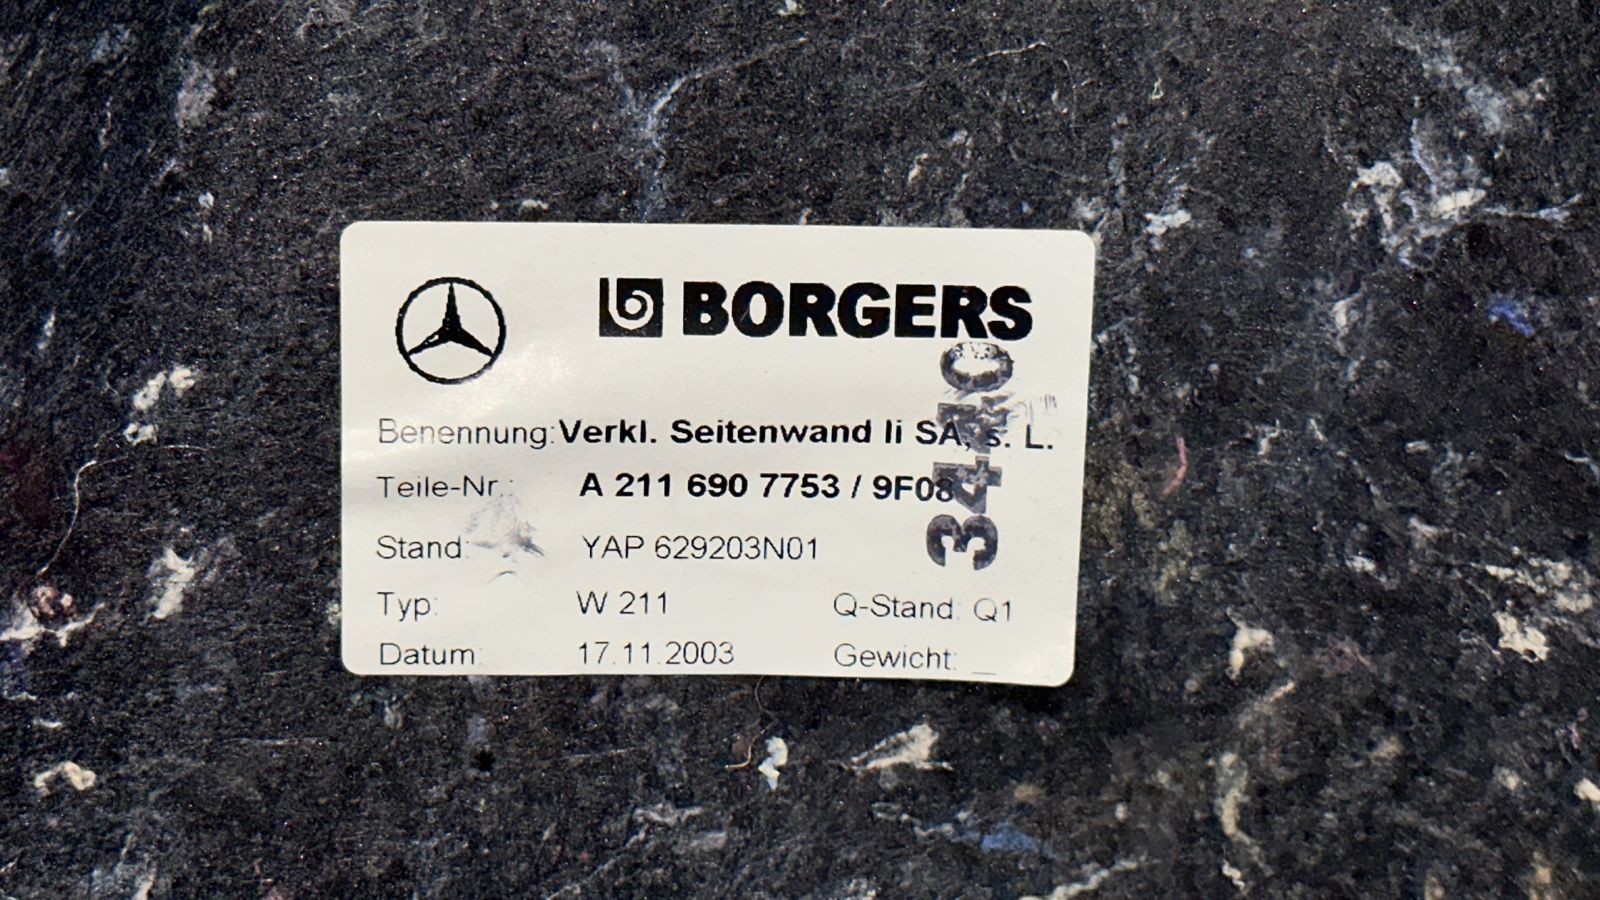 BORGERS
Benennung: Verkl. Seitenwand li SA, s. L.
Teile-Nr.: A 211 690 7753 / 9F08
Stand: YAP 629203N01
Typ: W 211 Q-Stand: Q1
Datum: 17.11.2003 Gewicht: __